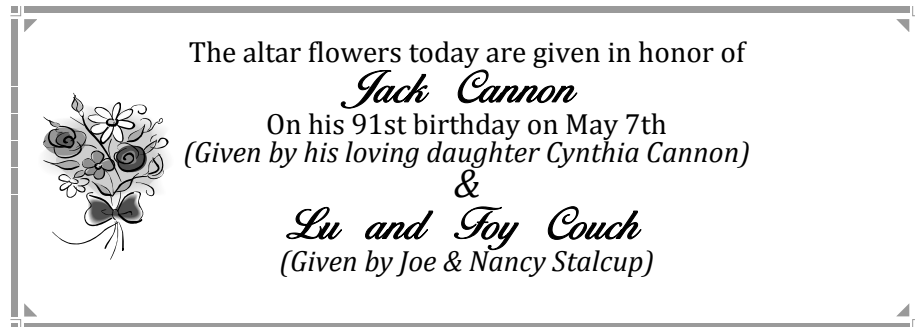 The altar flowers today are given in honor of
Jack Cannon
On his 91st birthday on May 7th
(Given by his loving daughter Cynthia Cannon)
&
Lu and Foy Couch
(Given by Joe & Nancy Stalcup)